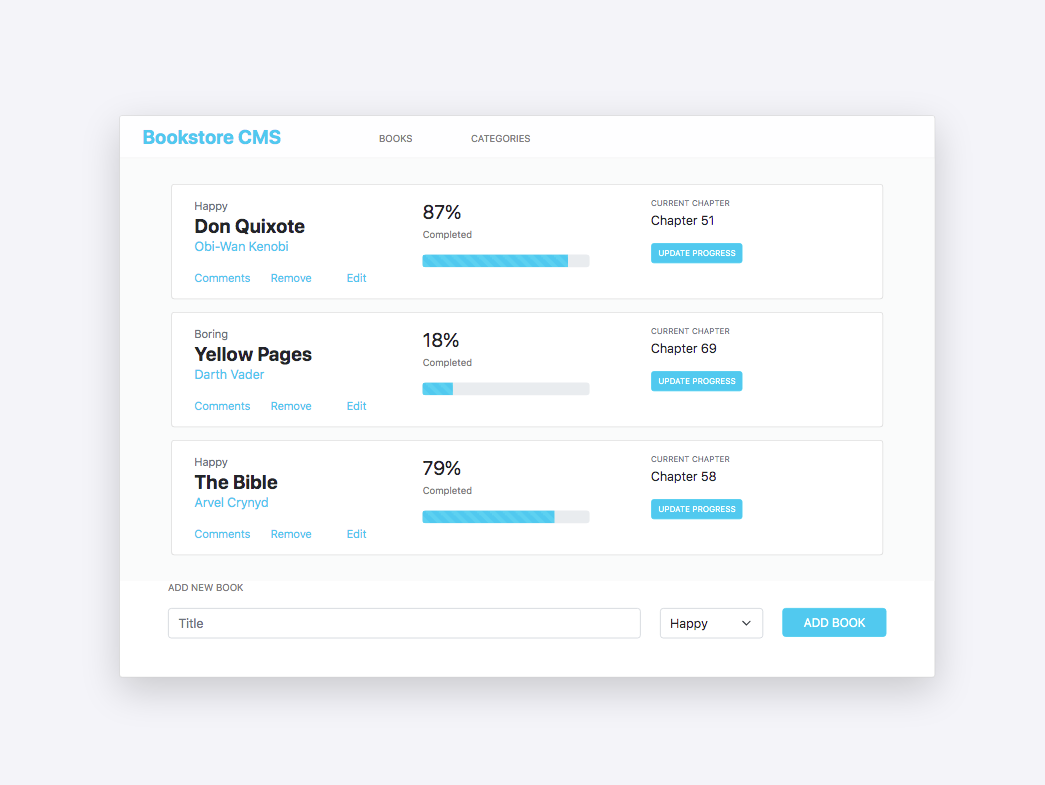 Bookstore CMS
BOOKS
CATEGORIES
Happy
Don Quixote
Obi-Wan Kenobi
Comments
Remove
Edit
87%
Completed
CURRENT CHAPTER
Chapter 51
UPDATE PROGRESS
Boring
Yellow Pages
Darth Vader
Comments
Remove
Edit
18%
Completed
CURRENT CHAPTER
Chapter 69
UPDATE PROGRESS
Happy
The Bible
Arvel Crynyd
Comments
Remove
Edit
79%
Completed
CURRENT CHAPTER
Chapter 58
UPDATE PROGRESS
ADD NEW BOOK
Title
Happy
ADD BOOK